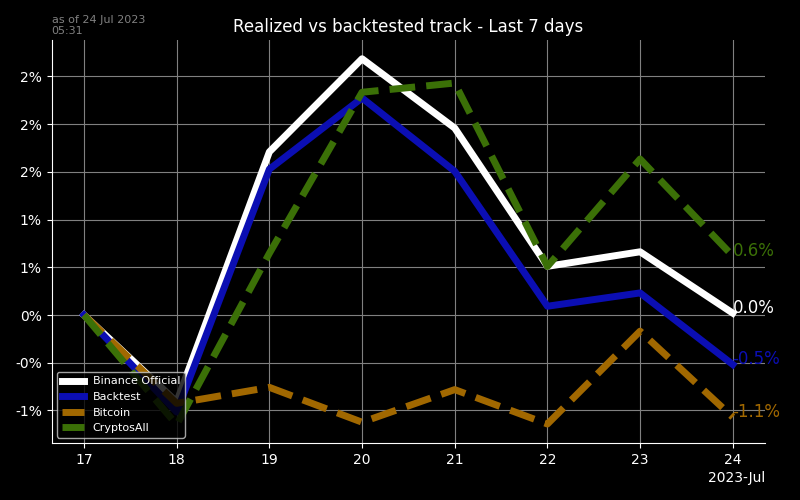 as of 24 Jul 2023
05:31
Realized vs backtested track - Last 7 days
2%
2%
2%
1%
1%
0%
-0%
-1%
0.6%
0.0%
-0.5%
-1.1%
Binance Official
Backtest
Bitcoin
CryptosAll
17 18 19 20 21 22 23 24
2023-Jul